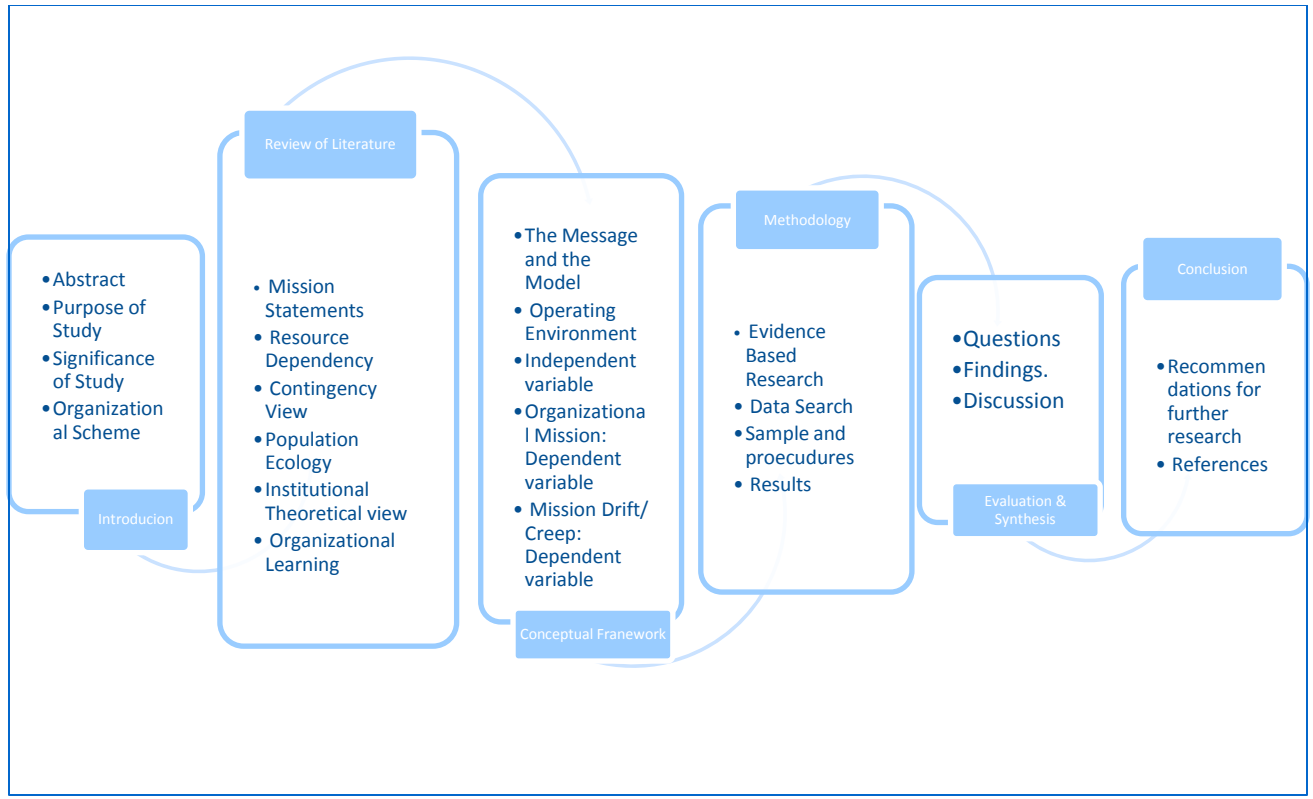 •Abstract
•Purpose of
Study
•Significance
of Study
•Organization
al Scheme
Introducion
Review of Literature
• Mission
Statements
• Resource
Dependency
• Contingency
View
•Population
Ecology
•Institutional
Theoretical view
• Organizational
Learning
•The Message
and the
Model
• Operating
Environment
•Independent
variable
•Organizationa
l Mission:
Dependent
variable
• Mission Drift/
Creep:
Dependent
variable
Conceptual Franework
Methodology
• Evidence
Based
Research
• Data Search
•Sample and
proecudures
• Results
•Questions
•Findings.
•Discussion
Evaluation &
Synthesis
Conclusion
•Recommen
dations for
further
research
• References